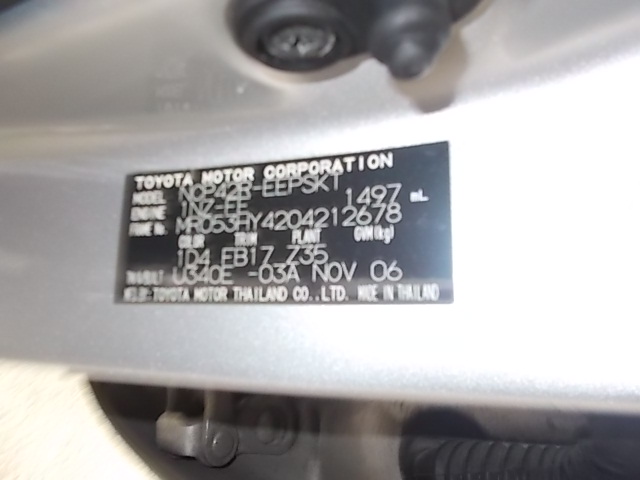 TOYOTA MOTOR CORPORATION
MODEL NCP42R-EEPSKT
ENGINE 1NZ-FE 1497 mL
FRAME No. MR053HY4204212678
COLOR TRIM PLANT GVM(kg)
1D4 FB17 Z35
U340E -03A NOV 06
TOYOTA MOTOR THAILAND CO.,LTD. MADE IN THAILAND